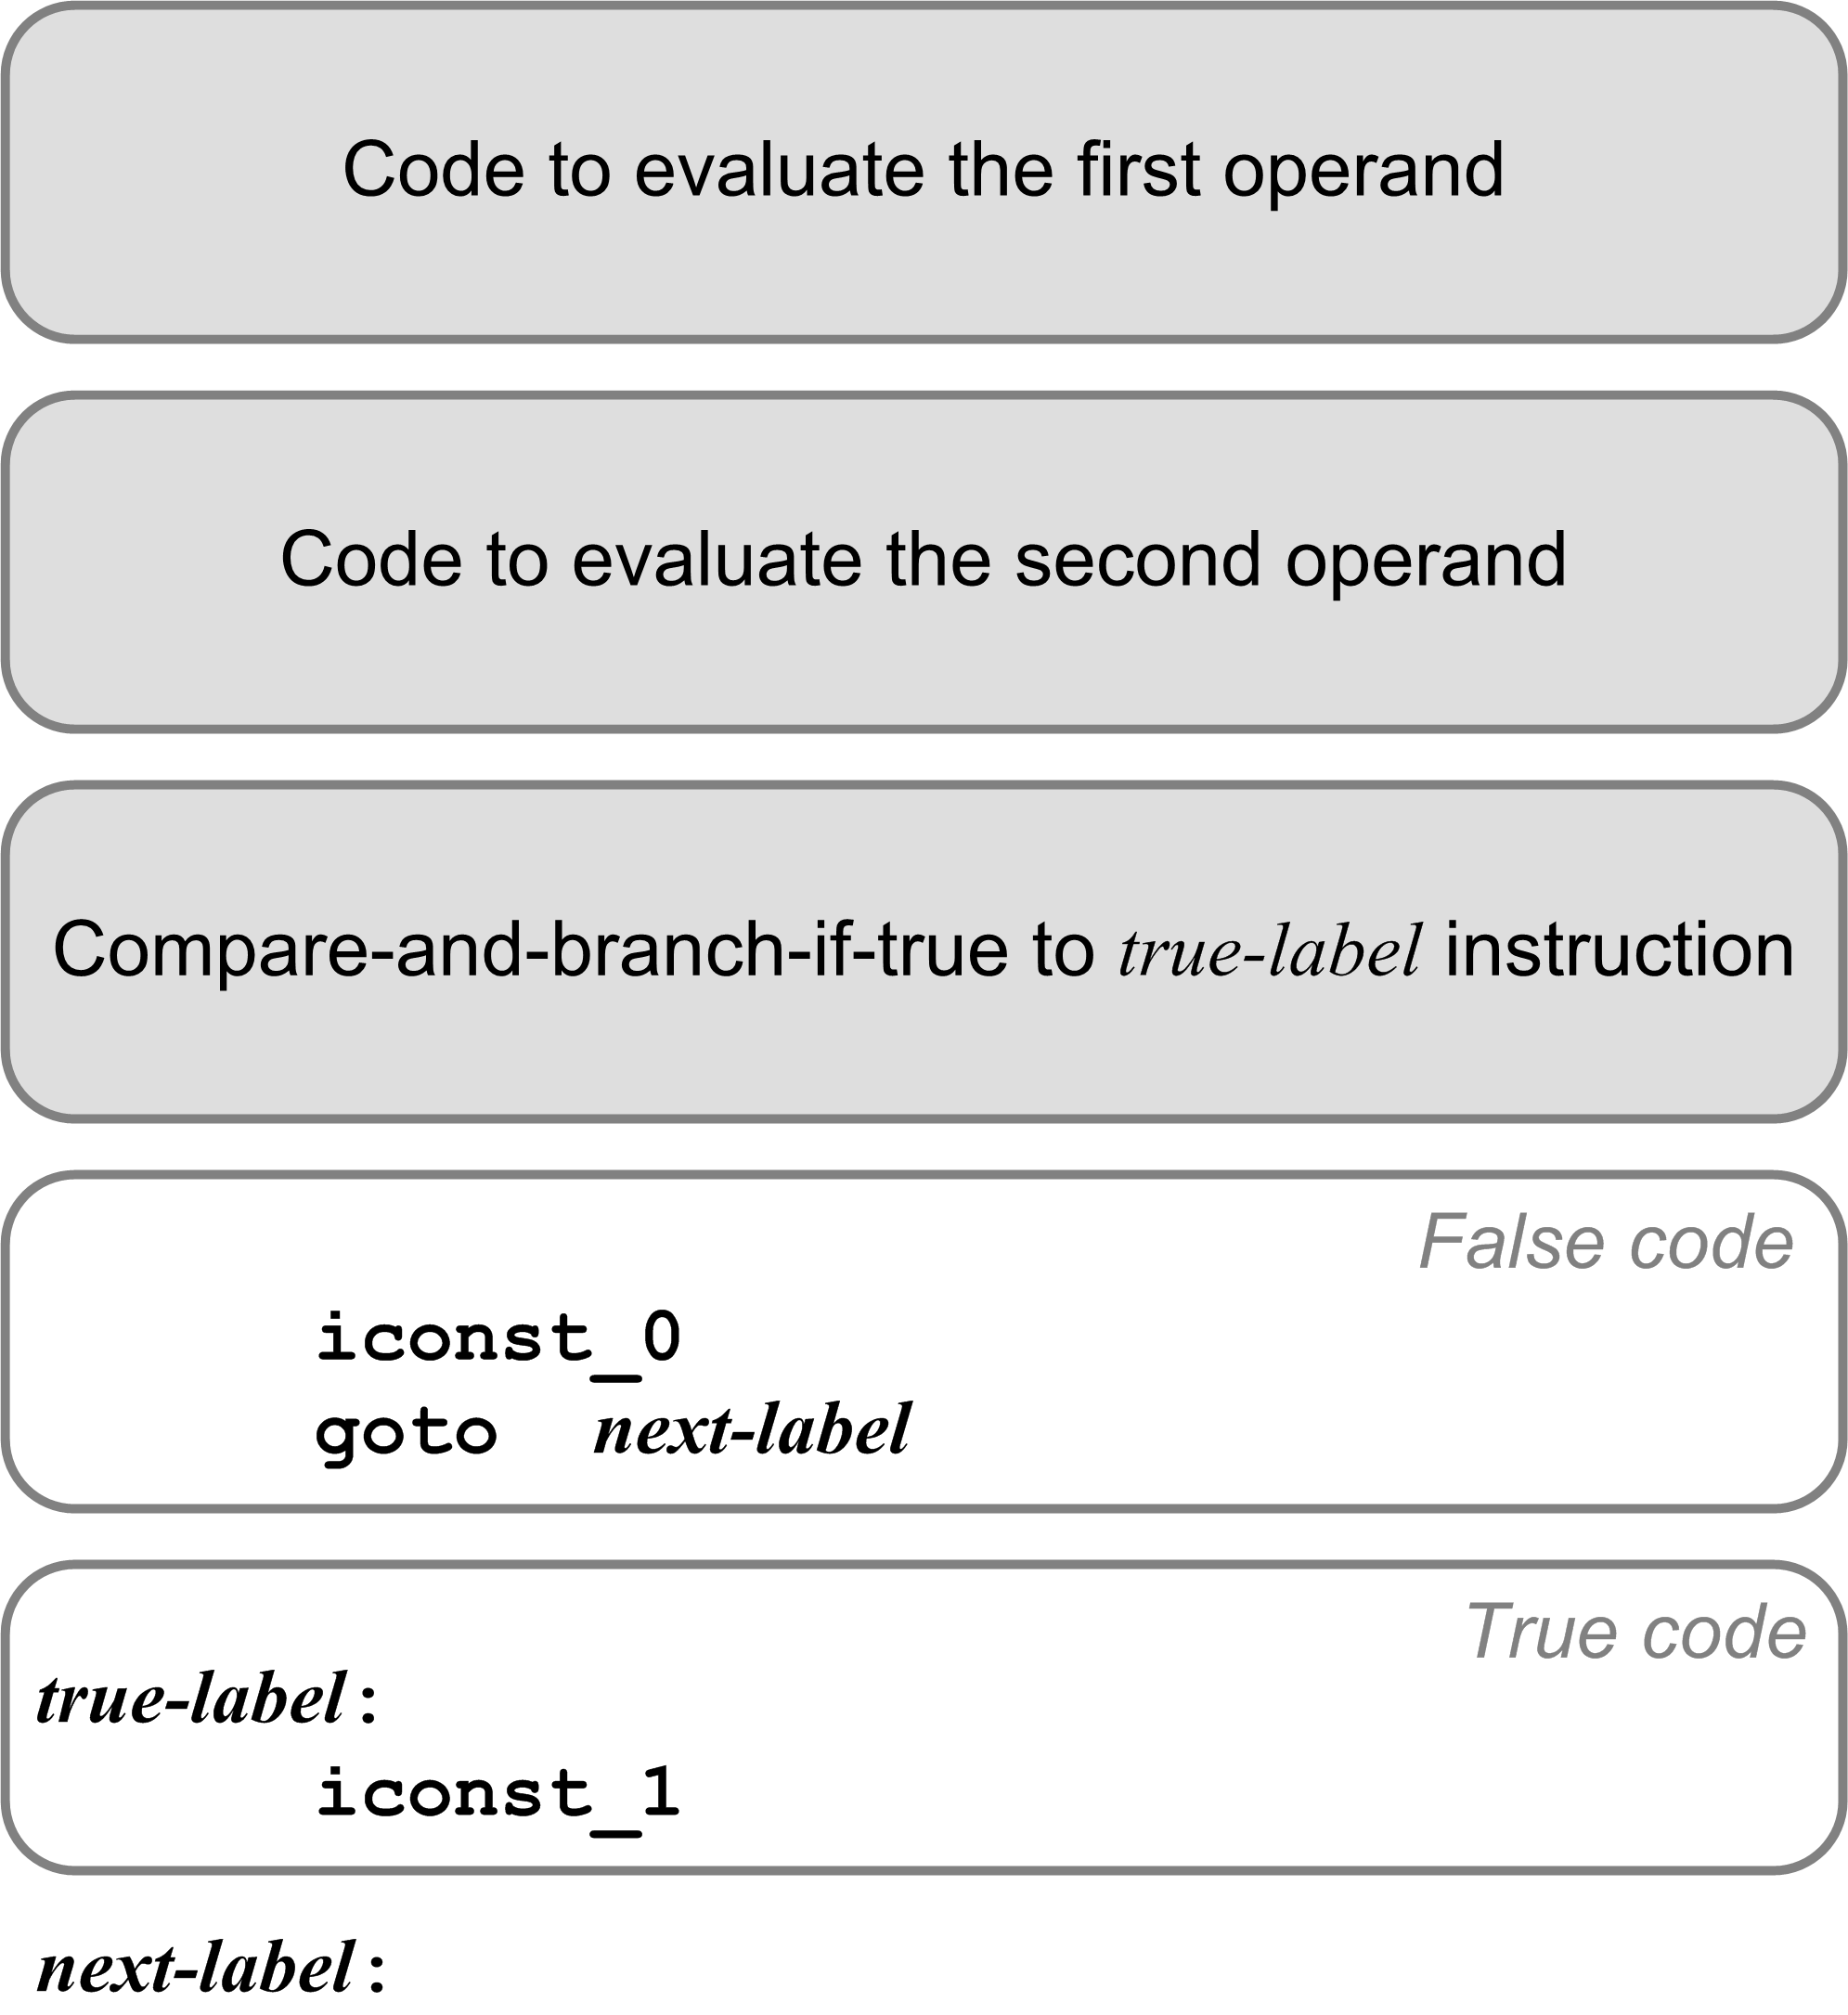 Code to evaluate the first operand
Code to evaluate the second operand
Compare-and-branch-if-true to true-label instruction
False code
iconst_0
goto next-label
True code
true-label:
iconst_1
next-label: